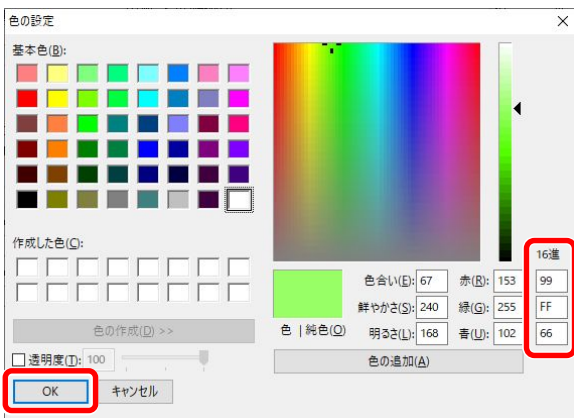 色の設定
基本色(B):
作成した色(C):
色の作成(D) >>
透明度(T): 100
OK キャンセル
16進
色合い(E): 67 赤(R): 153 99
鮮やかさ(S): 240 緑(G): 255 FF
色 | 純色(O) 明るさ(L): 168 青(U): 102 66
色の追加(A)